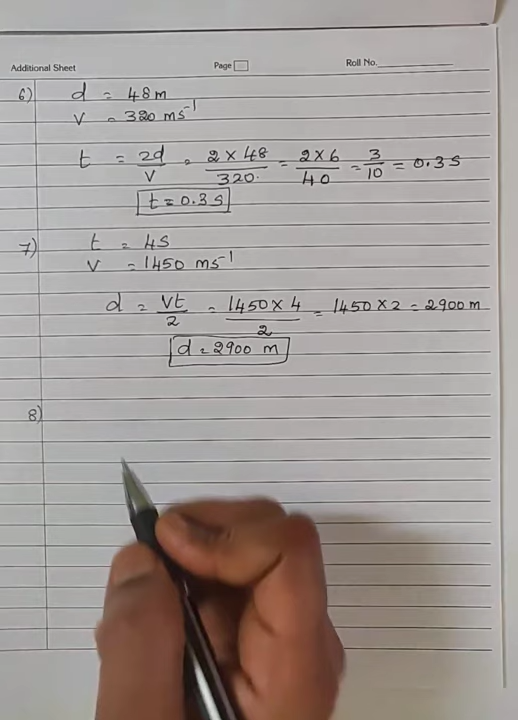 Additional Sheet Page Roll No.
6) d = 48m
v = 320 ms⁻¹
t = 2d/v = 2 × 48/320 = 2×6/40 = 3/10 = 0.3 s
t = 0.3 s
7) t = 4s
v = 1450 ms⁻¹
d = Vt/2 = 1450 × 4/2 = 1450 × 2 = 2900 m
d = 2900 m
8)